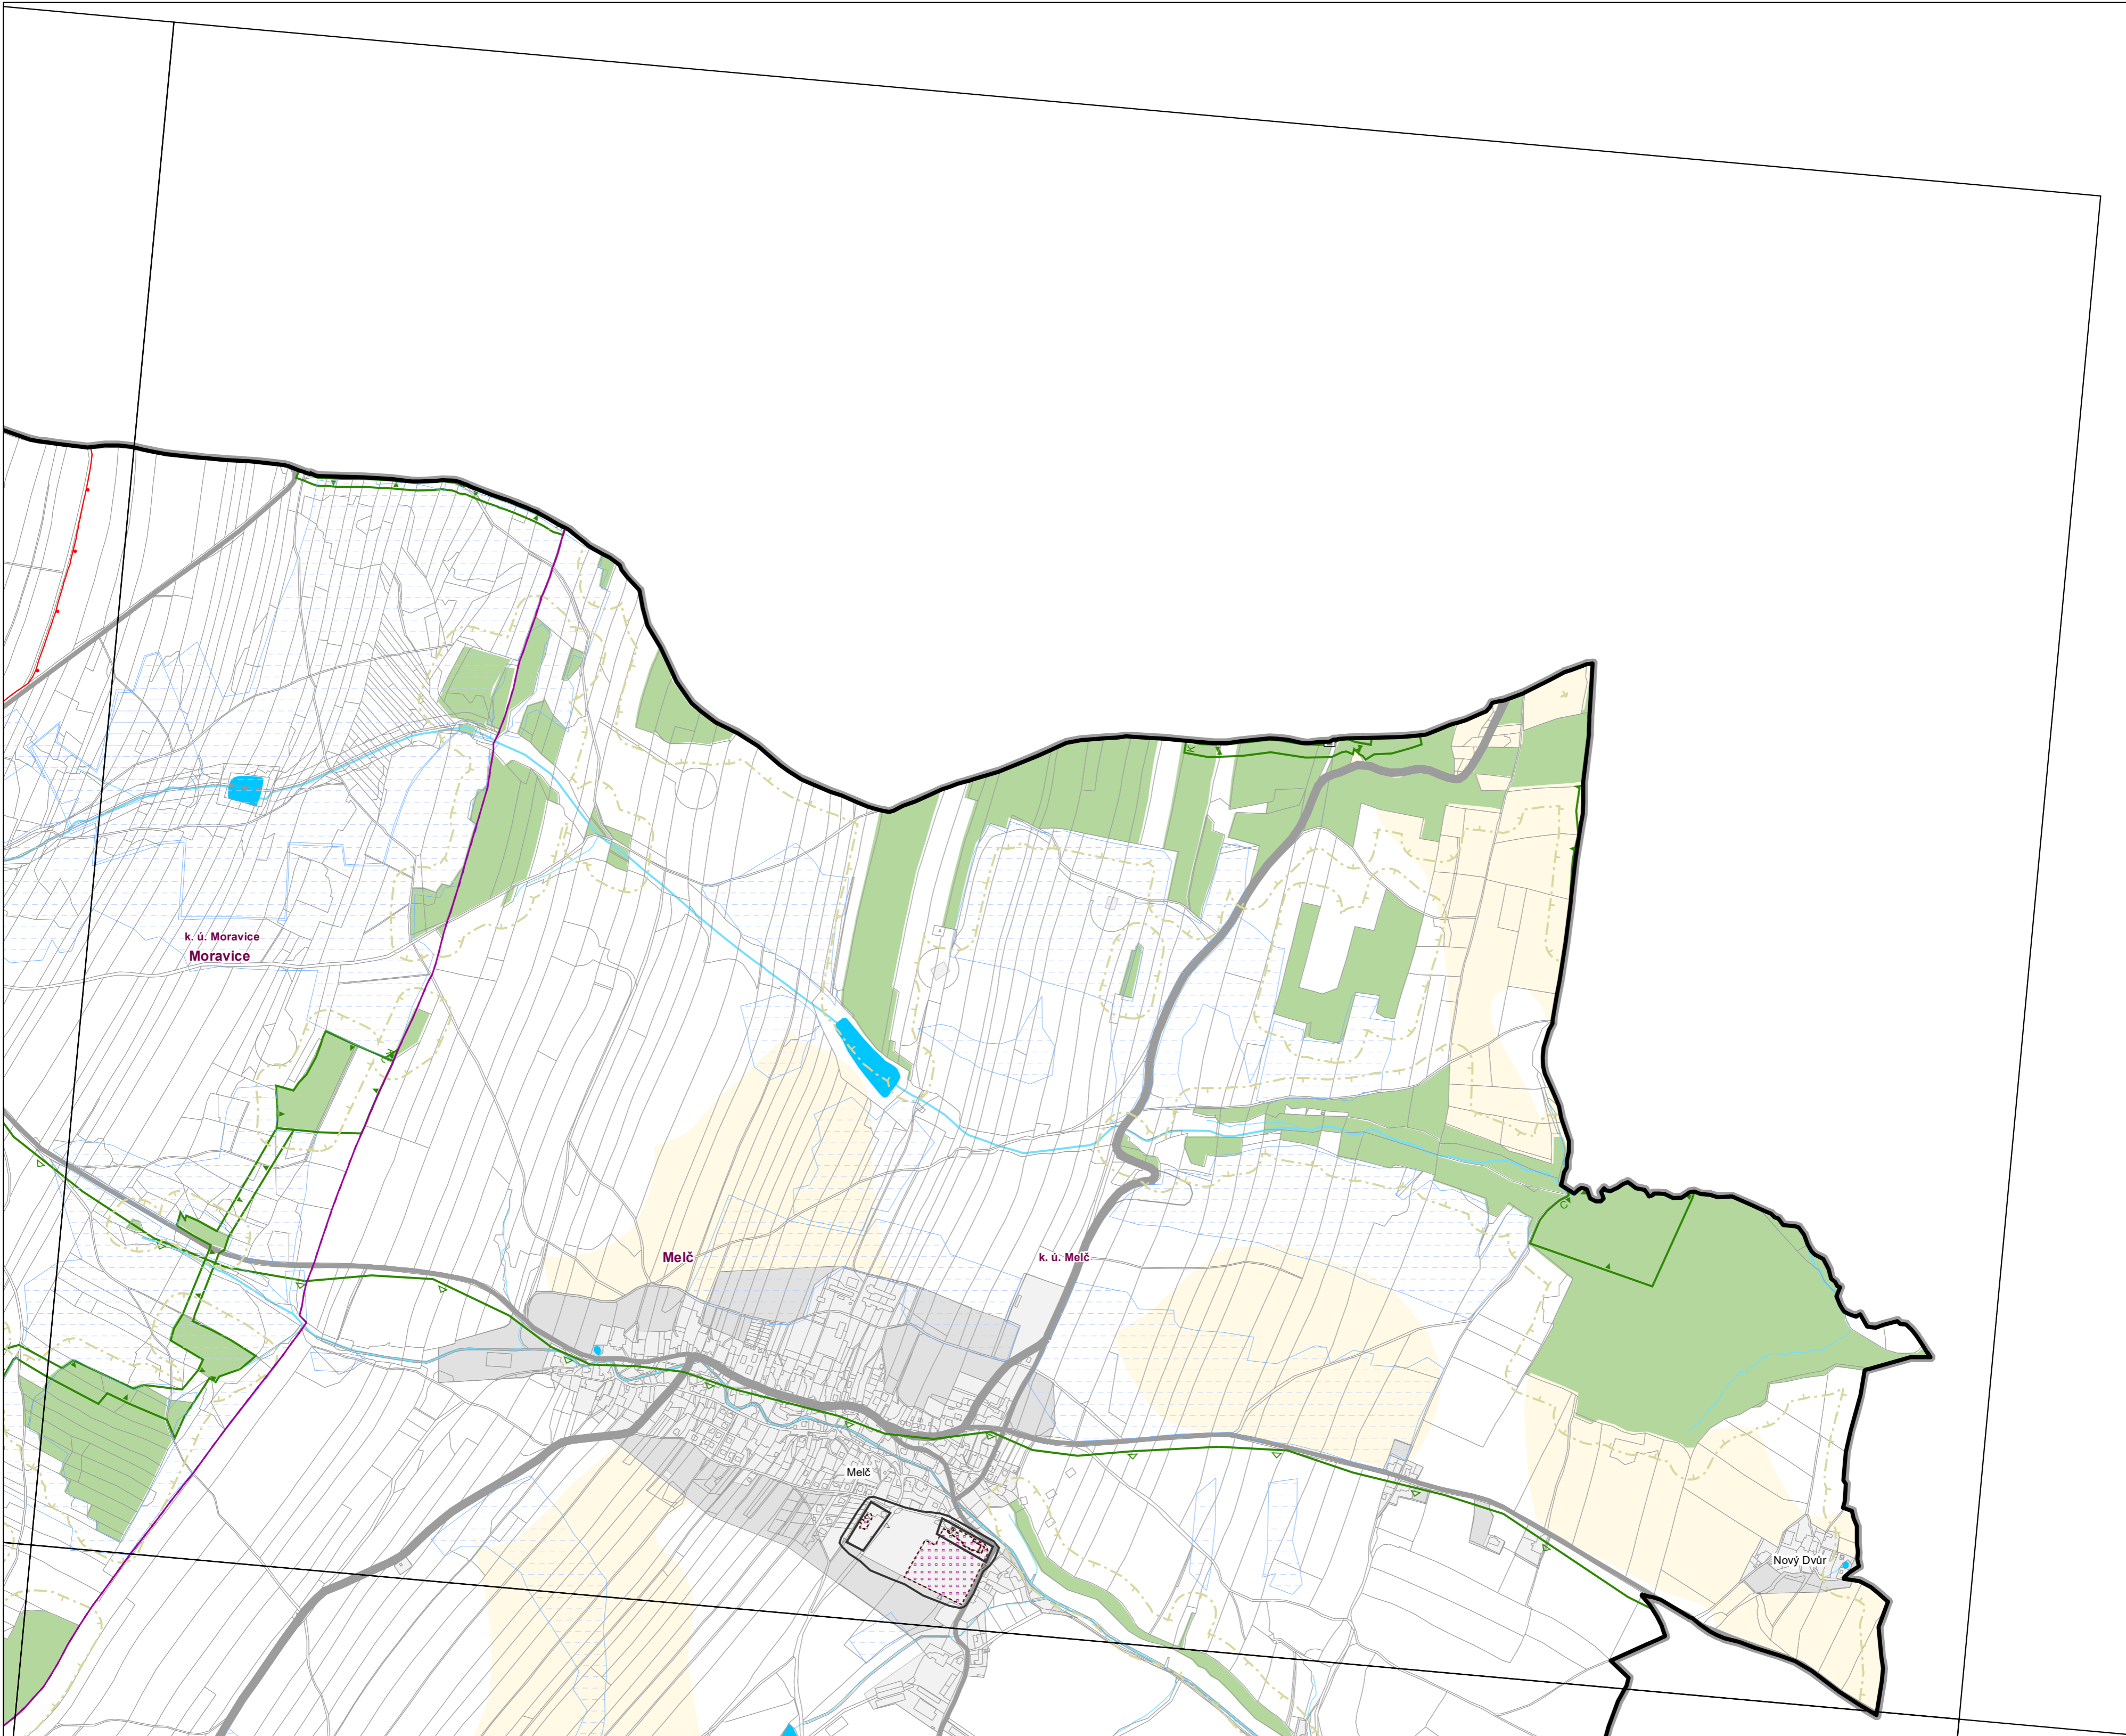 k. ú. Moravice
Moravice
Melč
k. ú. Melč
Melč
Nový Dvůr